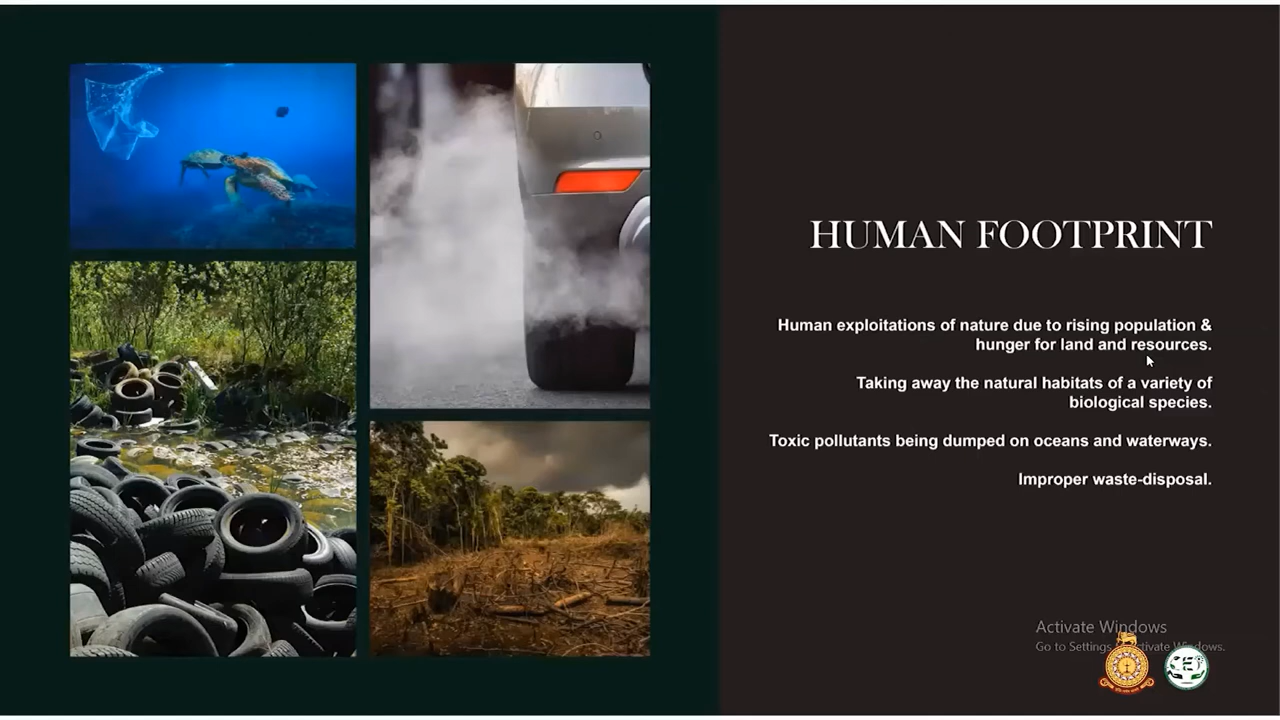 HUMAN FOOTPRINT
Human exploitations of nature due to rising population &
hunger for land and resources.
Taking away the natural habitats of a variety of
biological species.
Toxic pollutants being dumped on oceans and waterways.
Improper waste-disposal.
Activate Windows
Go to Settings